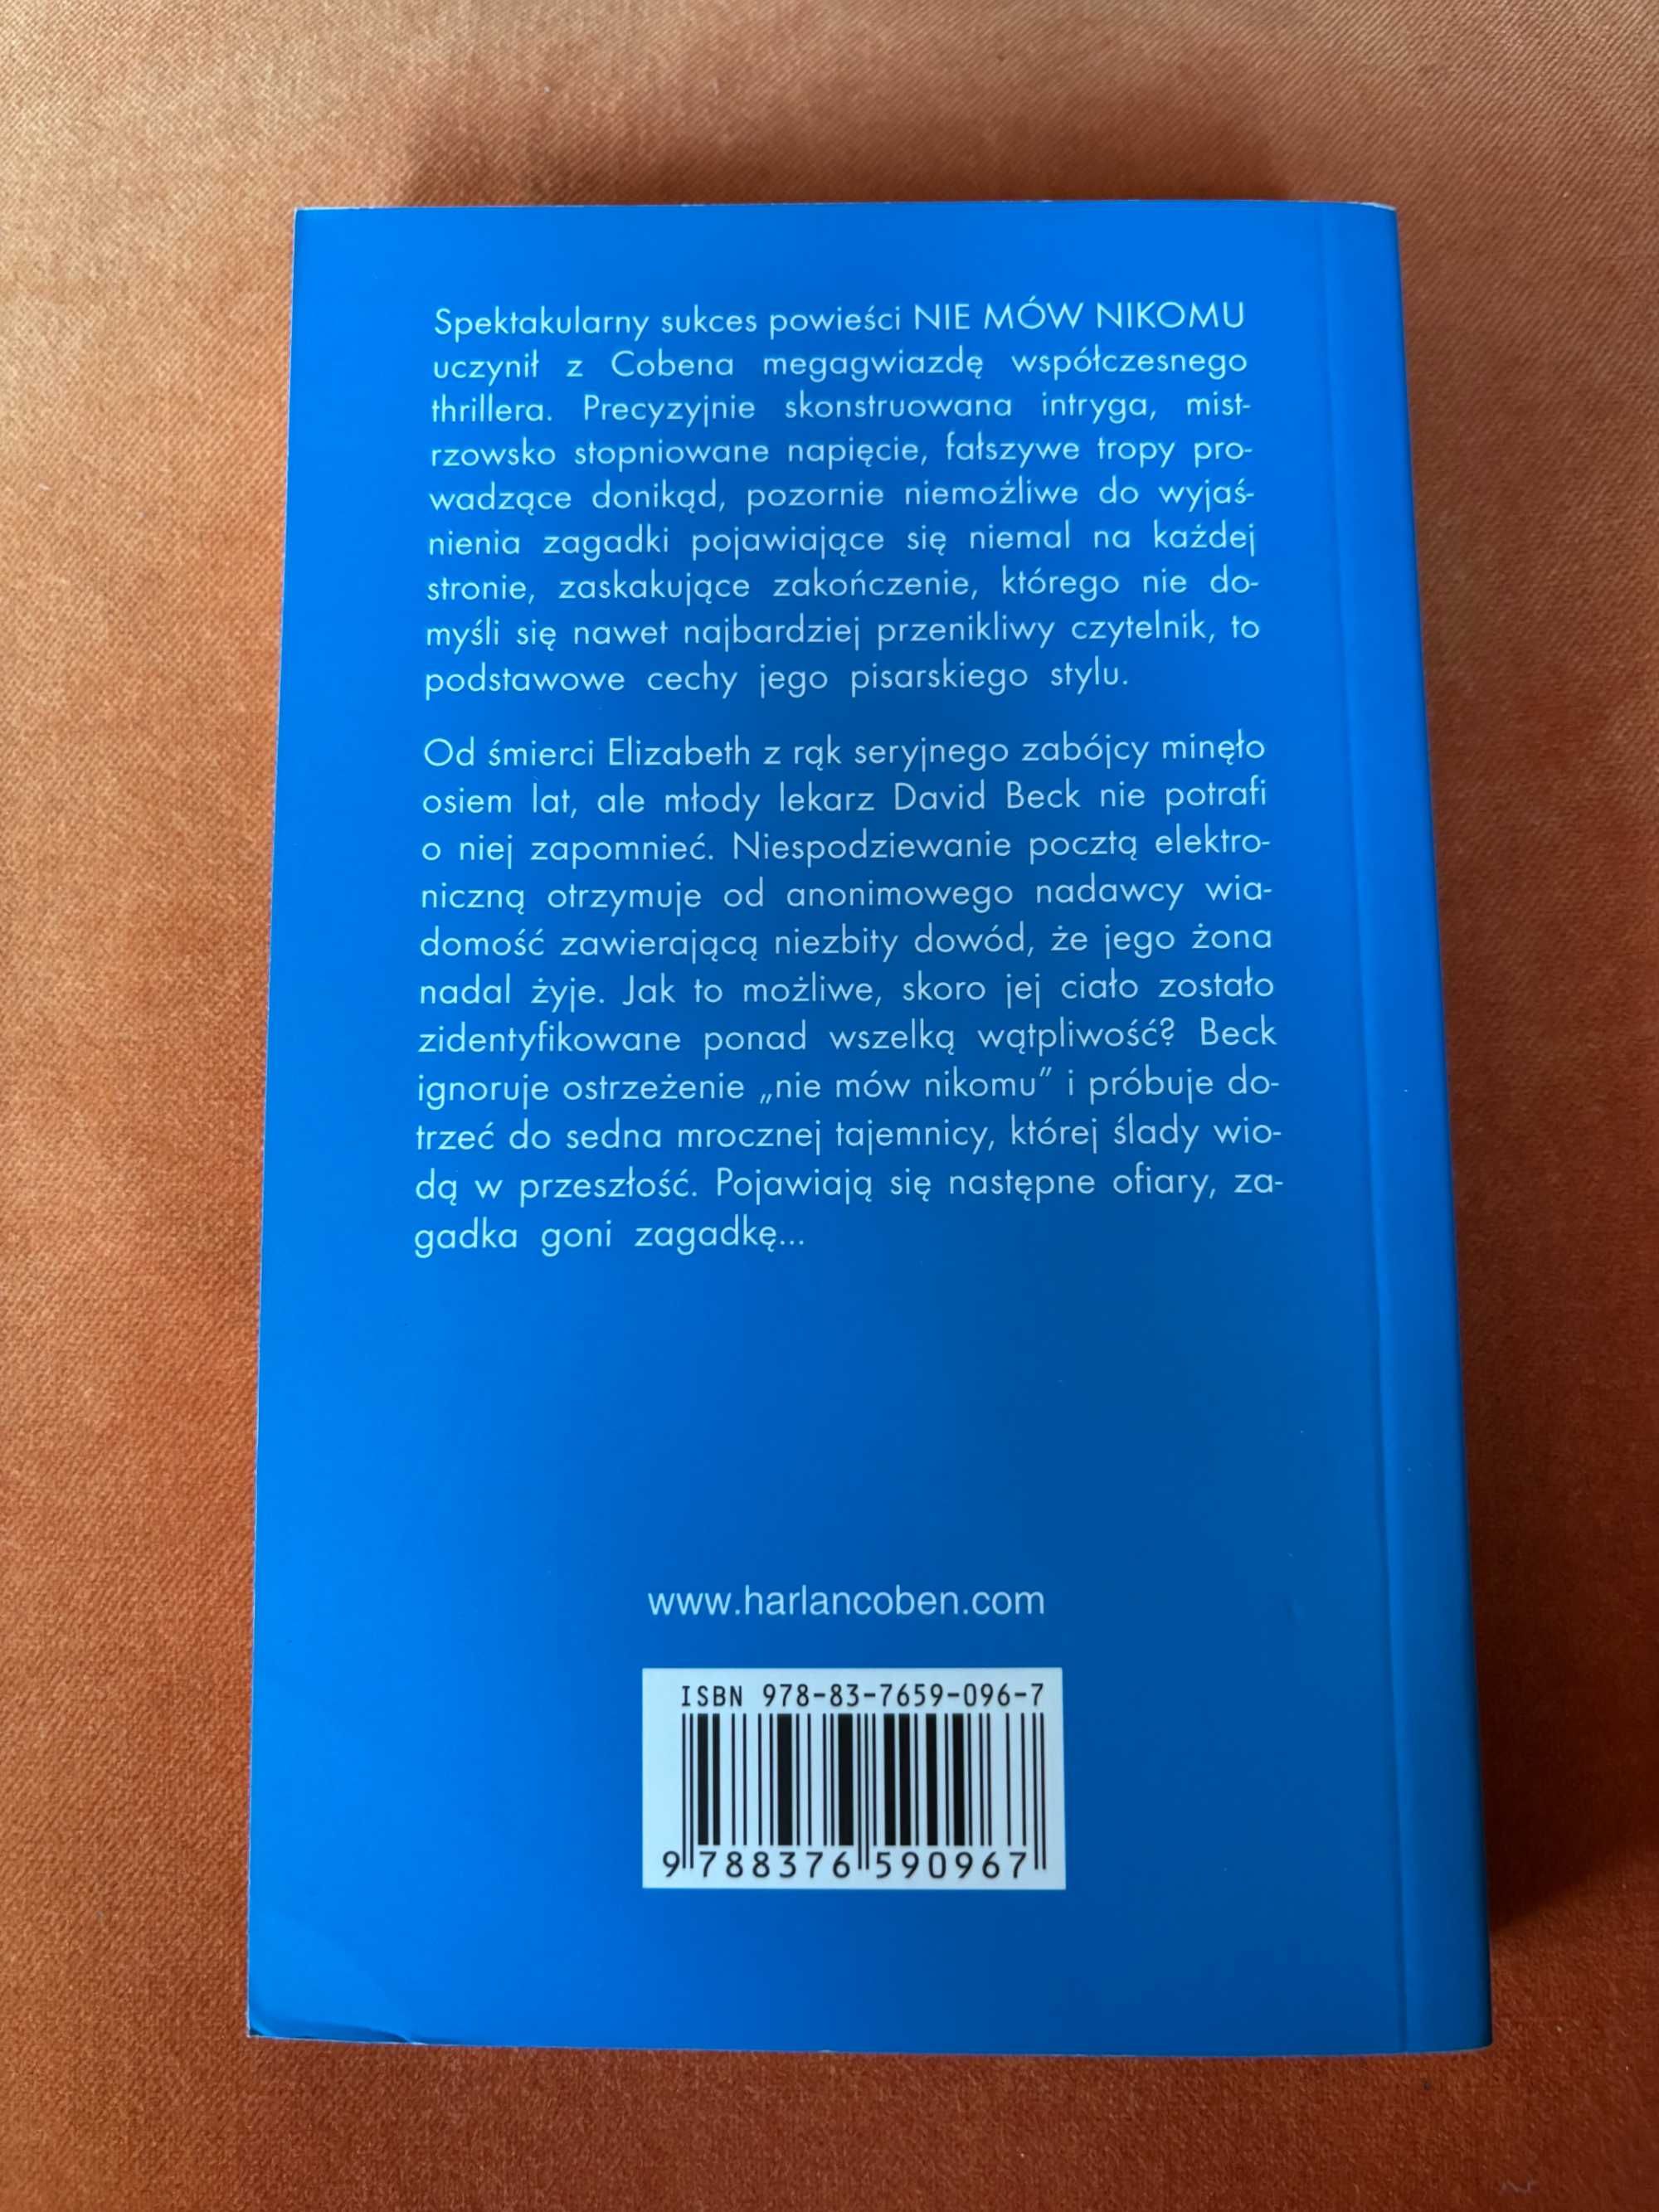 Spektakularny sukces powieści NIE MÓW NIKOMU
uczynił z Cobena megagwiazdę współczesnego
thrillera. Precyzyjnie skonstruowana intryga, mist-
rzowsko stopniowane napięcie, fałszywe tropy pro-
wadzące donikąd, pozornie niemożliwe do wyjaś-
nienia zagadki pojawiające się niemal na każdej
stronie, zaskakujące zakończenie, którego nie do-
myśli się nawet najbardziej przenikliwy czytelnik, to
podstawowe cechy jego pisarskiego stylu.
Od śmierci Elizabeth z rąk seryjnego zabójcy minęło
osiem lat, ale młody lekarz David Beck nie potrafi
o niej zapomnieć. Niespodziewanie pocztą elektro-
niczną otrzymuje od anonimowego nadawcy wia-
domość zawierającą niezbity dowód, że jego żona
nadal żyje. Jak to możliwe, skoro jej ciało zostało
zidentyfikowane ponad wszelką wątpliwość? Beck
ignoruje ostrzeżenie „nie mów nikomu” i próbuje do-
trzeć do sedna mrocznej tajemnicy, której ślady wio-
dą w przeszłość. Pojawiają się następne ofiary, za-
gadka goni zagadkę...
www.harlancoben.com
ISBN 978-83-7659-096-7
9 788376 590967